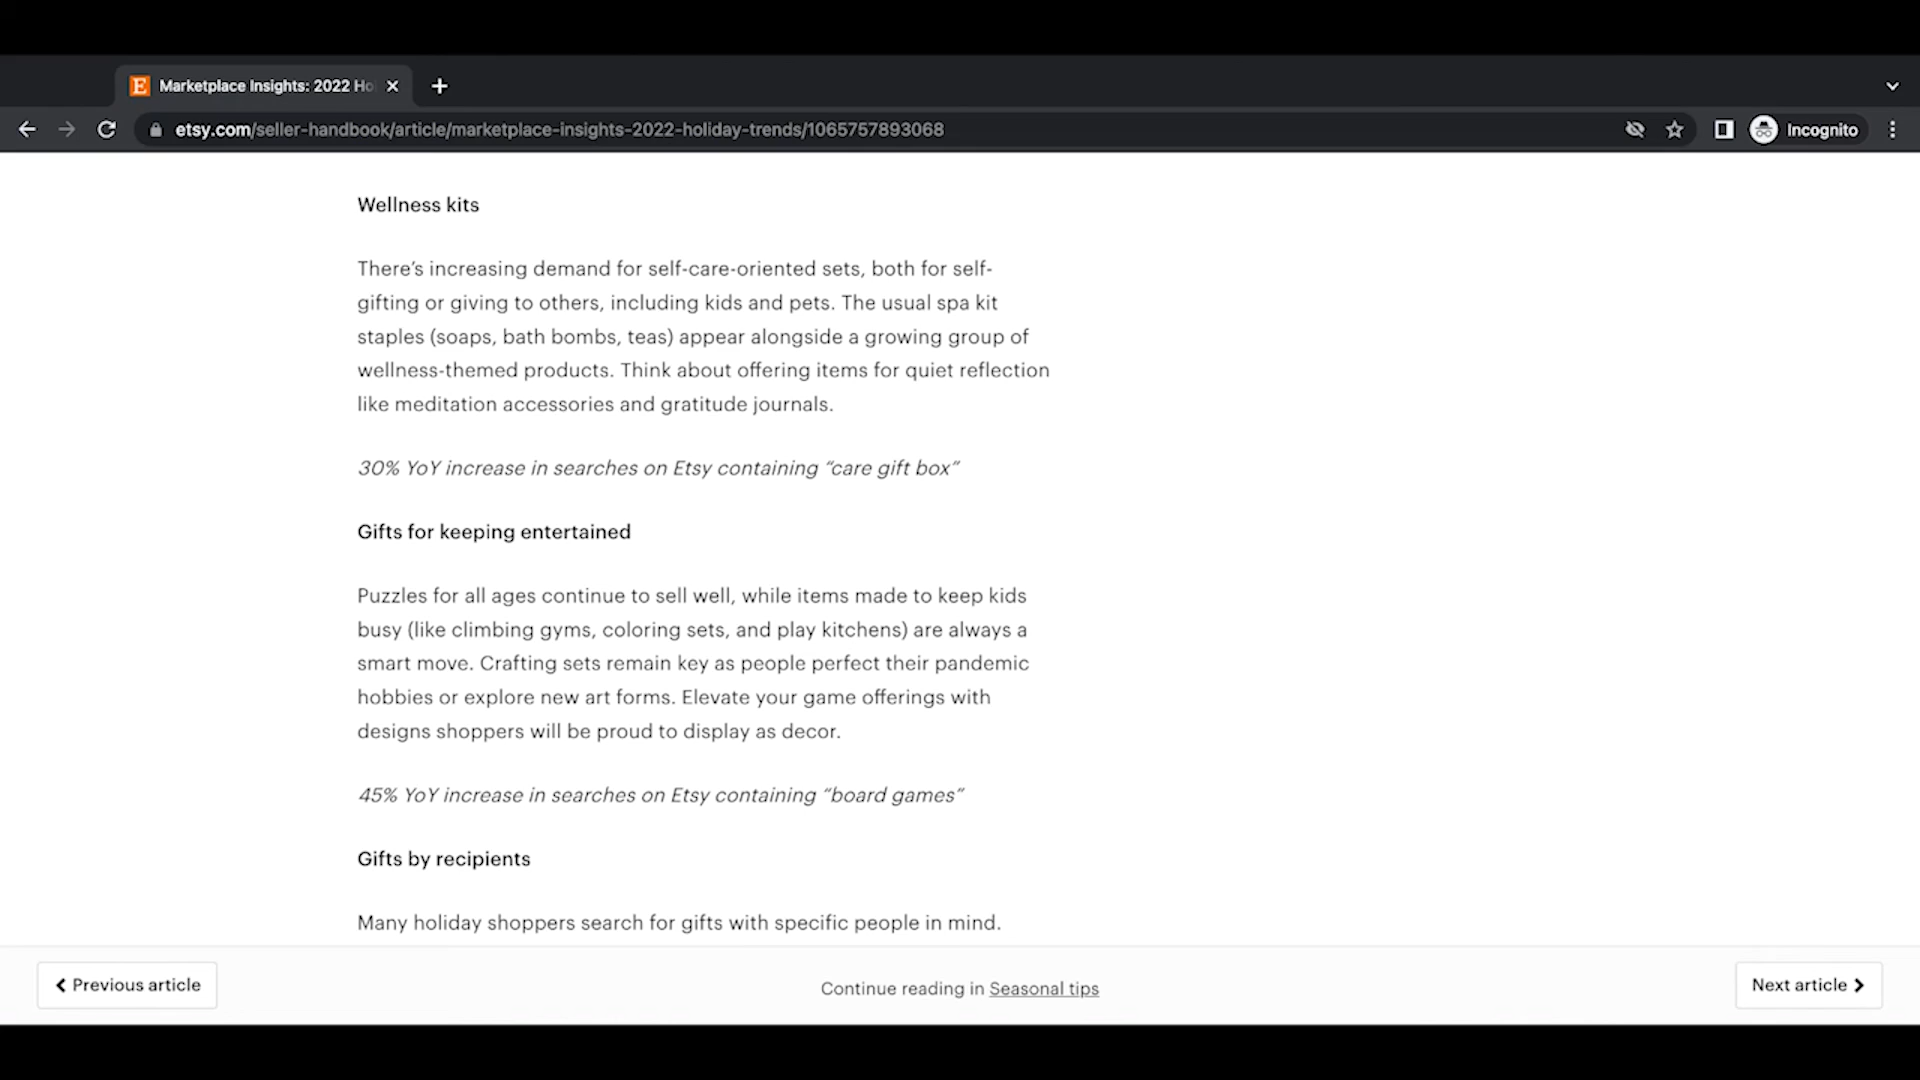 Marketplace Insights: 2022 Ho
etsy.com/seller-handbook/article/marketplace-insights-2022-holiday-trends/1065757893068
Incognito
Wellness kits
There’s increasing demand for self-care-oriented sets, both for self-
gifting or giving to others, including kids and pets. The usual spa kit
staples (soaps, bath bombs, teas) appear alongside a growing group of
wellness-themed products. Think about offering items for quiet reflection
like meditation accessories and gratitude journals.
30% YoY increase in searches on Etsy containing “care gift box”
Gifts for keeping entertained
Puzzles for all ages continue to sell well, while items made to keep kids
busy (like climbing gyms, coloring sets, and play kitchens) are always a
smart move. Crafting sets remain key as people perfect their pandemic
hobbies or explore new art forms. Elevate your game offerings with
designs shoppers will be proud to display as decor.
45% YoY increase in searches on Etsy containing “board games”
Gifts by recipients
Many holiday shoppers search for gifts with specific people in mind.
Previous article
Continue reading in Seasonal tips
Next article